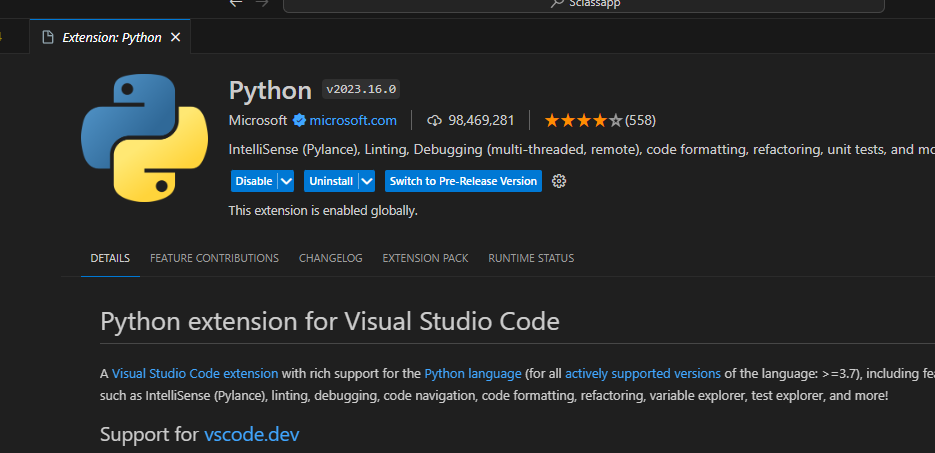 Sclassapp
Extension: Python
Python v2023.16.0
Microsoft microsoft.com 98,469,281 (558)
IntelliSense (Pylance), Linting, Debugging (multi-threaded, remote), code formatting, refactoring, unit tests, and mo
Disable Uninstall Switch to Pre-Release Version
This extension is enabled globally.
DETAILS FEATURE CONTRIBUTIONS CHANGELOG EXTENSION PACK RUNTIME STATUS
Python extension for Visual Studio Code
A Visual Studio Code extension with rich support for the Python language (for all actively supported versions of the language: >=3.7), including fea
such as IntelliSense (Pylance), linting, debugging, code navigation, code formatting, refactoring, variable explorer, test explorer, and more!
Support for vscode.dev